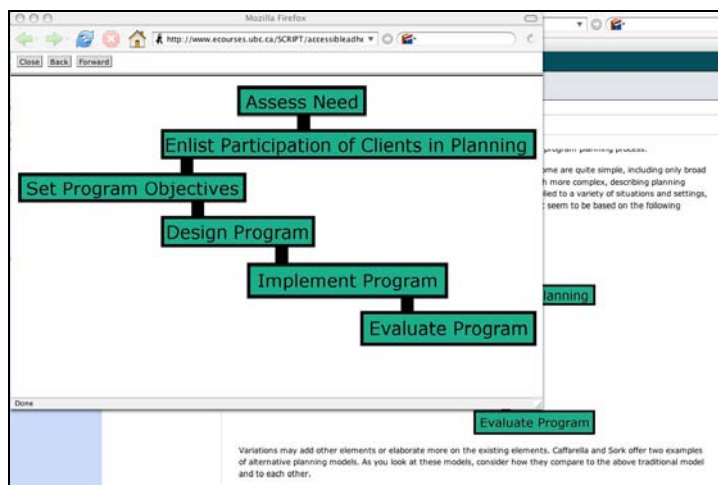 Mozilla Firefox
http://www.ecourses.ubc.ca/SCRIPT/accessibleadhe
Close Back Forward
Assess Need
Enlist Participation of Clients in Planning
Set Program Objectives
Design Program
Implement Program
Evaluate Program
Done
program planning process.
ome are quite simple, including only broad
h more complex, describing planning
lied to a variety of situations and settings,
t seem to be based on the following
lanning
Evaluate Program
Variations may add other elements or elaborate more on the existing elements. Caffarella and Sork offer two examples
of alternative planning models. As you look at these models, consider how they compare to the above traditional model
and to each other.